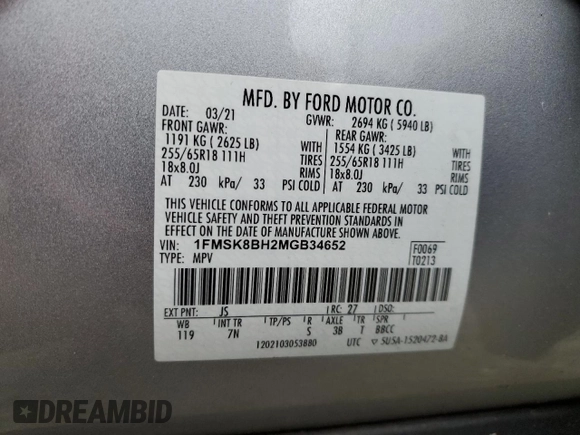 MFD. BY FORD MOTOR CO.
DATE: 03/21 GVWR: 2694 KG ( 5940 LB)
FRONT GAWR: REAR GAWR:
1191 KG ( 2625 LB) WITH 1554 KG ( 3425 LB) WITH
255/65R18 111H TIRES 255/65R18 111H TIRES
18x8.0J RIMS 18x8.0J RIMS
AT 230 kPa/ 33 PSI COLD AT 230 kPa/ 33 PSI COLD
THIS VEHICLE CONFORMS TO ALL APPLICABLE FEDERAL MOTOR
VEHICLE SAFETY AND THEFT PREVENTION STANDARDS IN
EFFECT ON THE DATE OF MANUFACTURE SHOWN ABOVE.
VIN: 1FMSK8BH2MGB34652 F0069
TYPE: MPV T0213
EXT PNT: JS RC: 27 DSO:
WB INT TR TP/PS R AXLE TR SPR
119 7N S 3B T BBCC
1202103053880 UTC ▽ 5USA-1520472-BA
DREAMBID